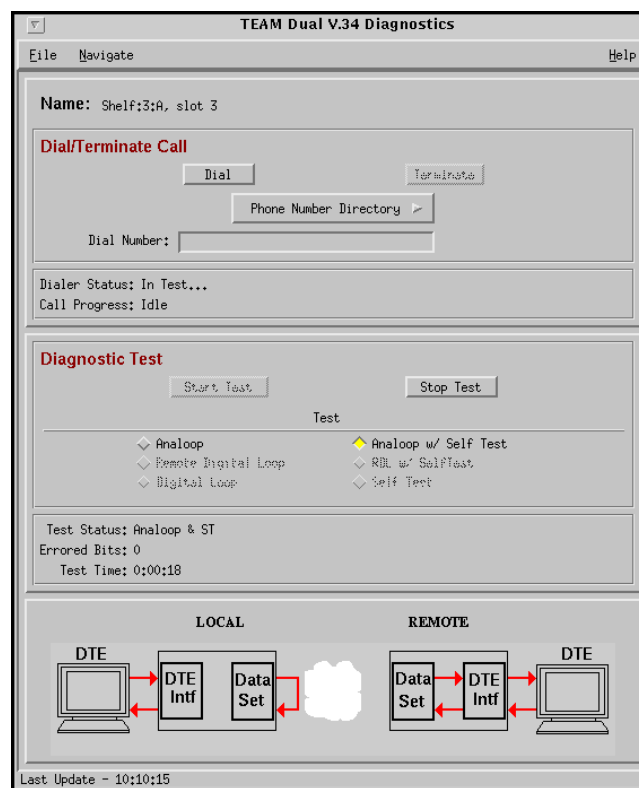 TEAM Dual V.34 Diagnostics
File Navigate Help
Name: Shelf:3:A, slot 3
Dial/Terminate Call
Dial Terminate
Phone Number Directory
Dial Number:
Dialer Status: In Test...
Call Progress: Idle
Diagnostic Test
Start Test Stop Test
Test
Analoop Analoop w/ Self Test
Remote Digital Loop RDL w/ SelfTest
Digital Loop Self Test
Test Status: Analoop & ST
Errored Bits: 0
Test Time: 0:00:18
LOCAL REMOTE
DTE DTE
DTE Intf Data Set Data Set DTE Intf
Last Update - 10:10:15